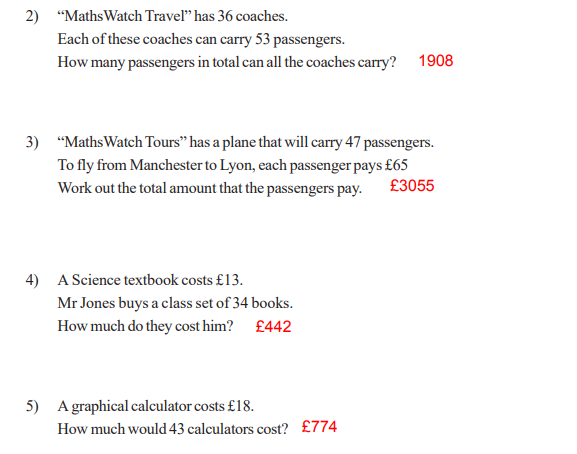 2) “MathsWatch Travel” has 36 coaches.
Each of these coaches can carry 53 passengers.
How many passengers in total can all the coaches carry? 1908
3) “MathsWatch Tours” has a plane that will carry 47 passengers.
To fly from Manchester to Lyon, each passenger pays £65
Work out the total amount that the passengers pay. £3055
4) A Science textbook costs £13.
Mr Jones buys a class set of 34 books.
How much do they cost him? £442
5) A graphical calculator costs £18.
How much would 43 calculators cost? £774